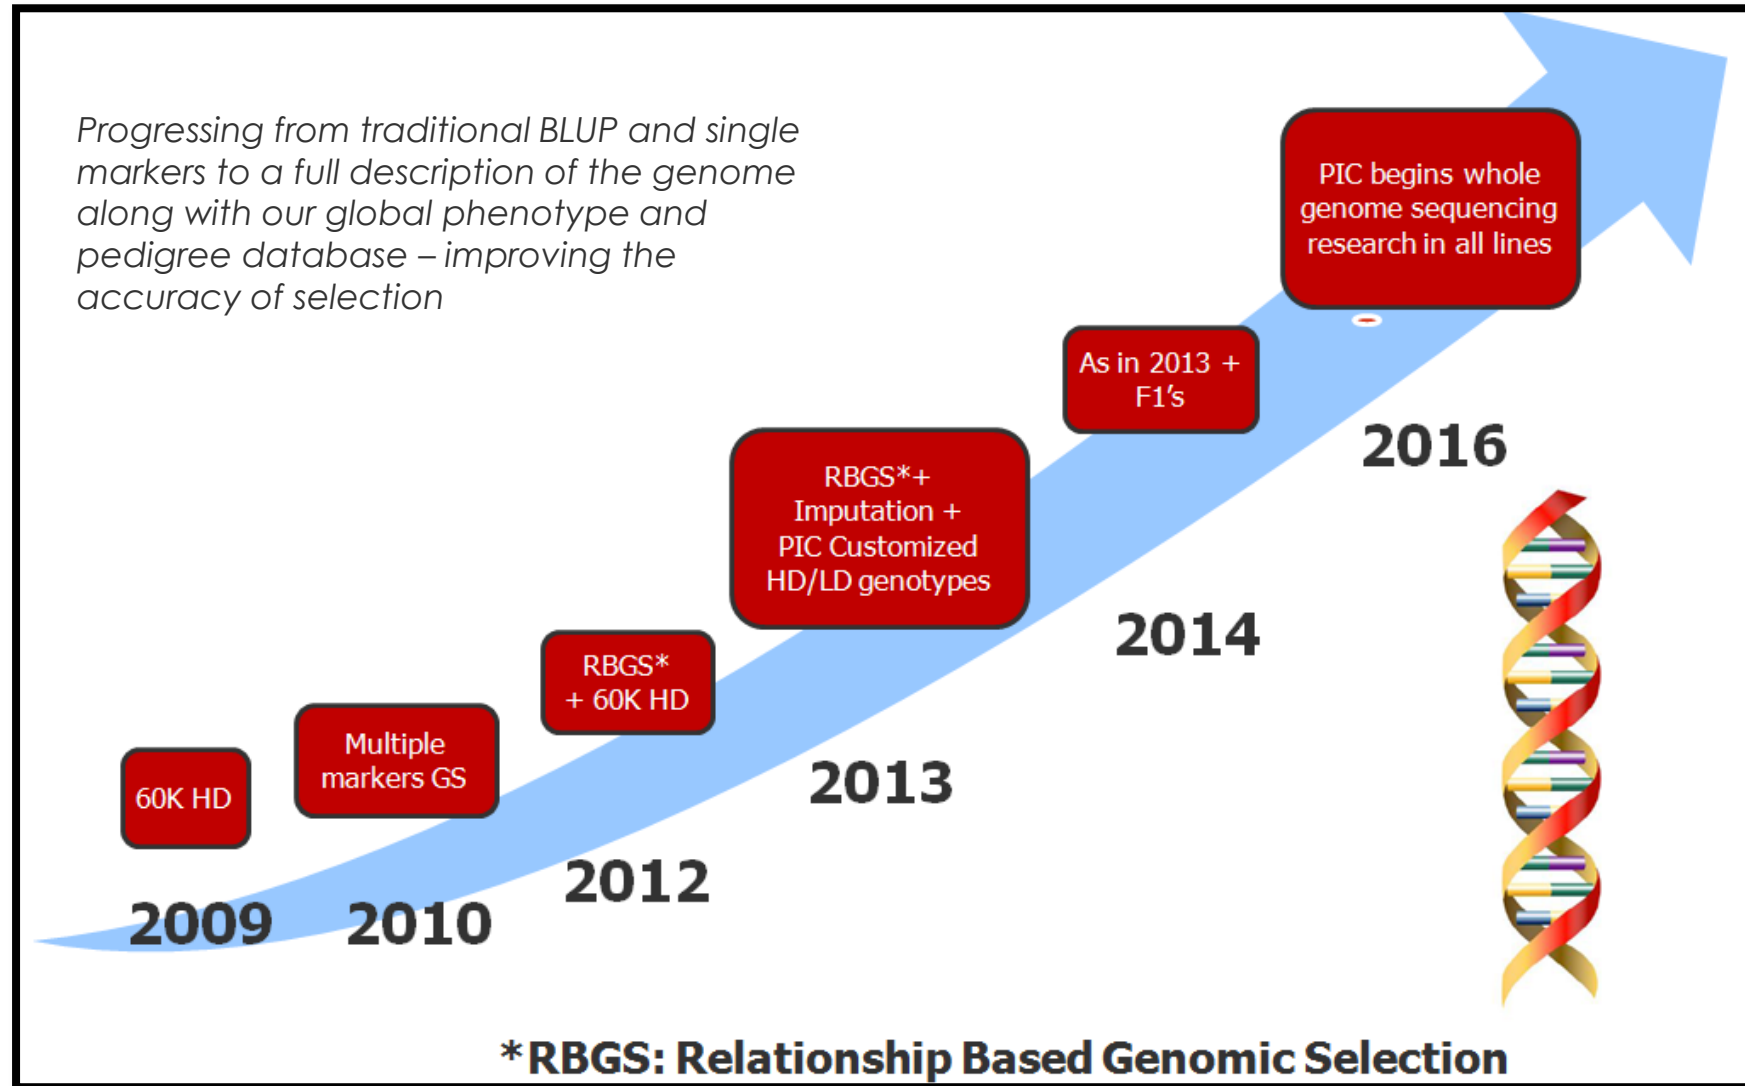 Progressing from traditional BLUP and single
markers to a full description of the genome
along with our global phenotype and
pedigree database – improving the
accuracy of selection
60K HD
2009
Multiple
markers GS
2010
RBGS*
+ 60K HD
2012
RBGS*+
Imputation +
PIC Customized
HD/LD genotypes
2013
As in 2013 +
F1's
2014
PIC begins whole
genome sequencing
research in all lines
2016
*RBGS: Relationship Based Genomic Selection